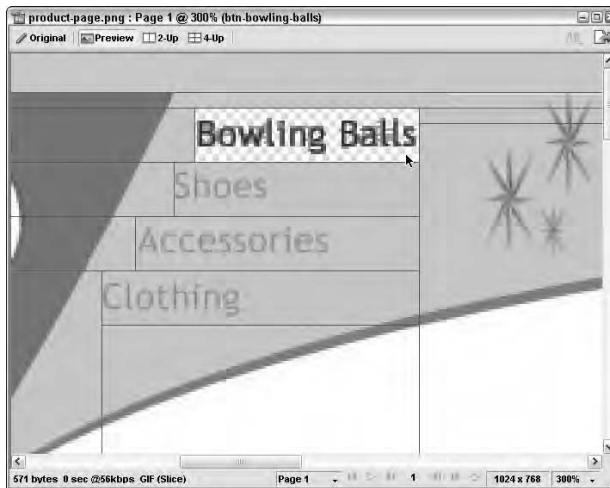 product-page.png : Page 1 @ 300% (btn-bowling-balls)
Original Preview 2-Up 4-Up
Bowling Balls
Shoes
Accessories
Clothing
571 bytes 0 sec @56kbps GIF (Slice) Page 1 1 1024 x 768 300%